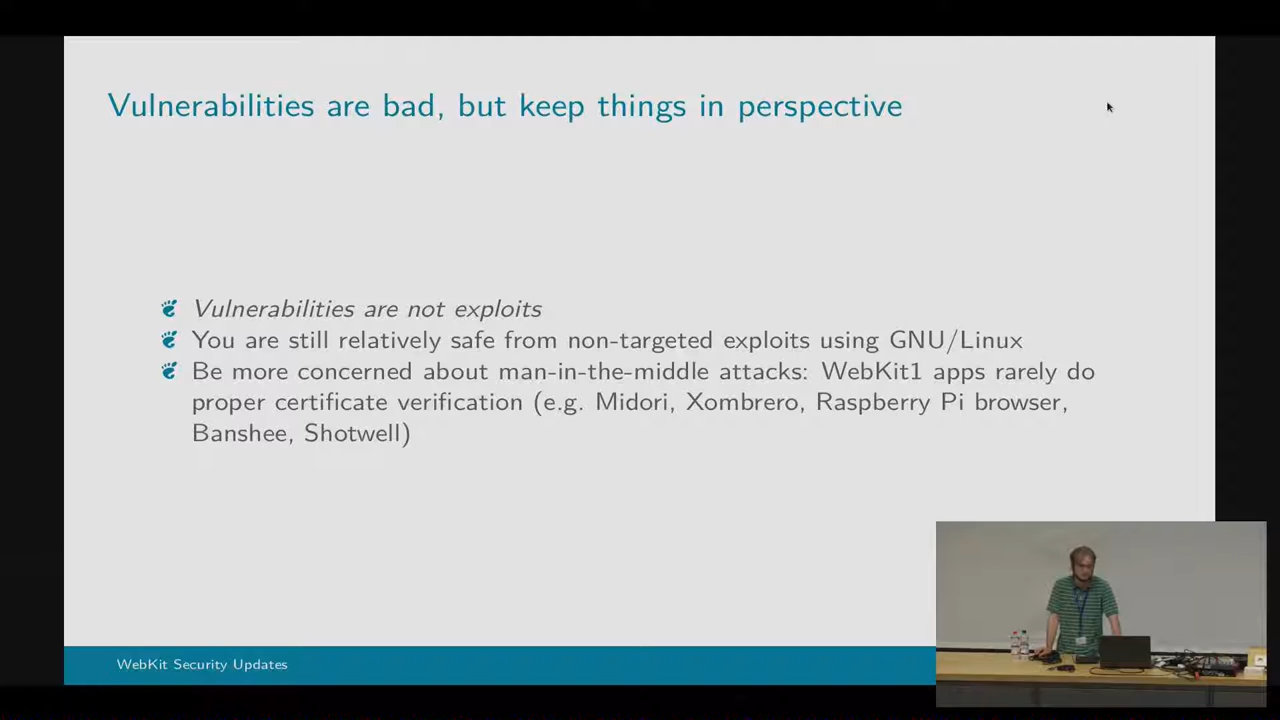 Vulnerabilities are bad, but keep things in perspective
Vulnerabilities are not exploits
You are still relatively safe from non-targeted exploits using GNU/Linux
Be more concerned about man-in-the-middle attacks: WebKit1 apps rarely do
proper certificate verification (e.g. Midori, Xombrero, Raspberry Pi browser,
Banshee, Shotwell)
WebKit Security Updates